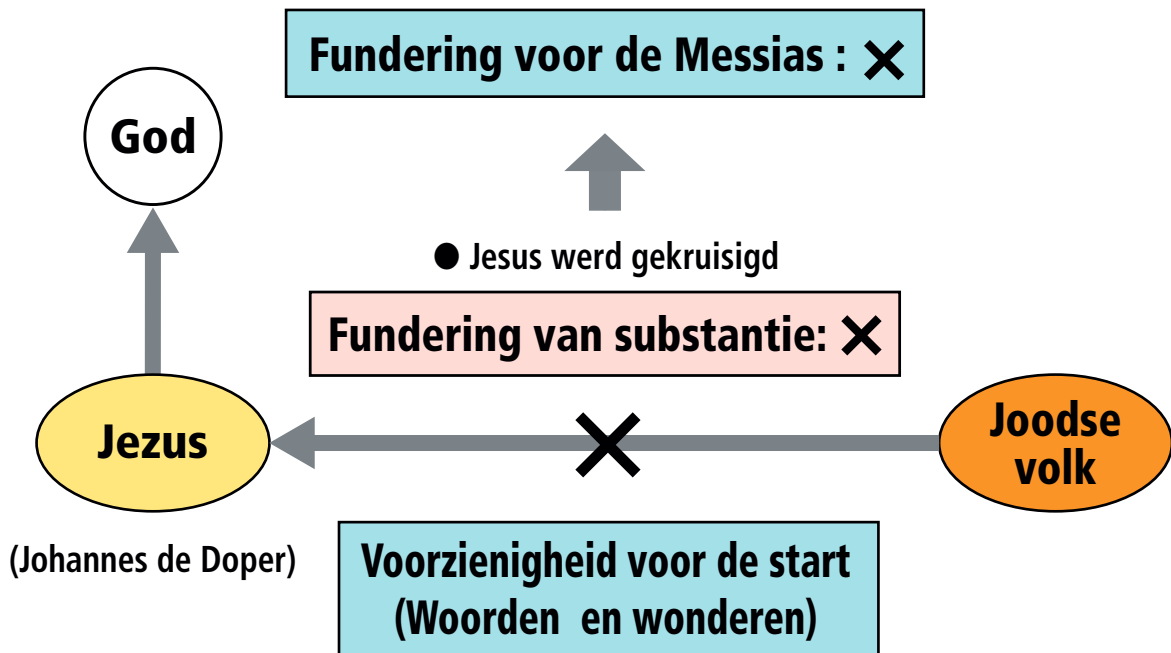 Fundering voor de Messias : ✕
God
● Jesus werd gekruisigd
Fundering van substantie: ✕
Jezus
Joodse
volk
(Johannes de Doper)
Voorzienigheid voor de start
(Woorden en wonderen)